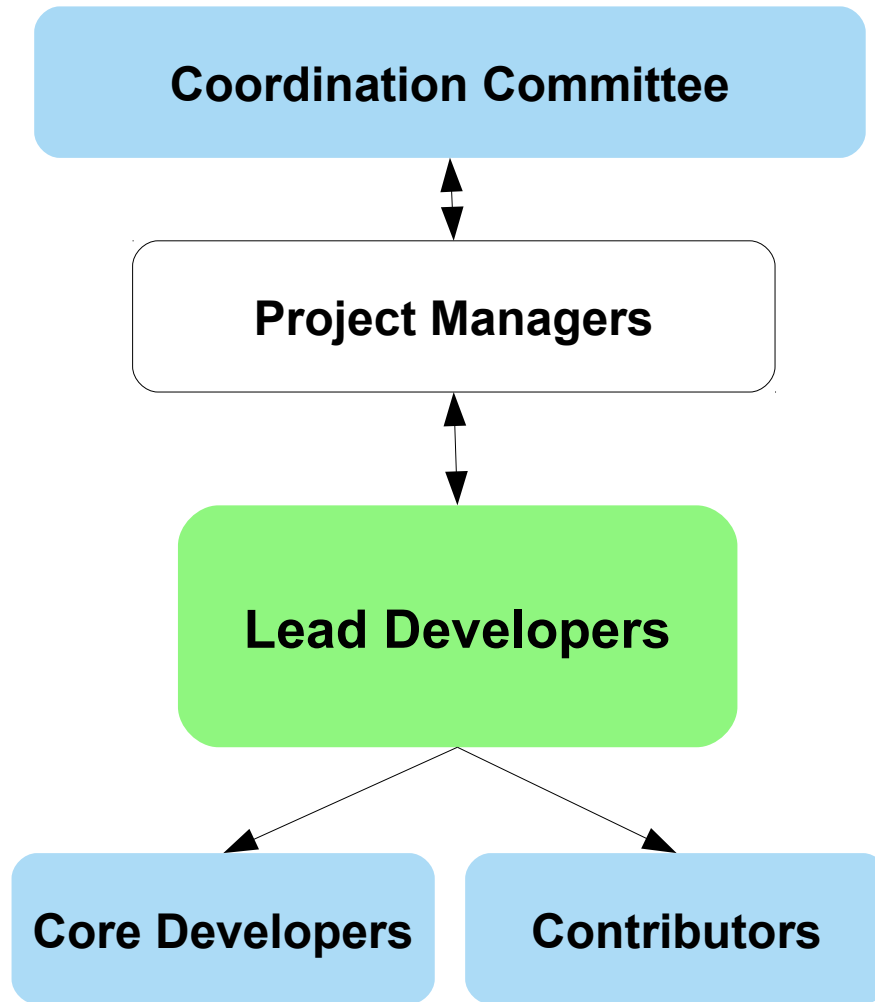 Coordination Committee
Project Managers
Lead Developers
Core Developers
Contributors